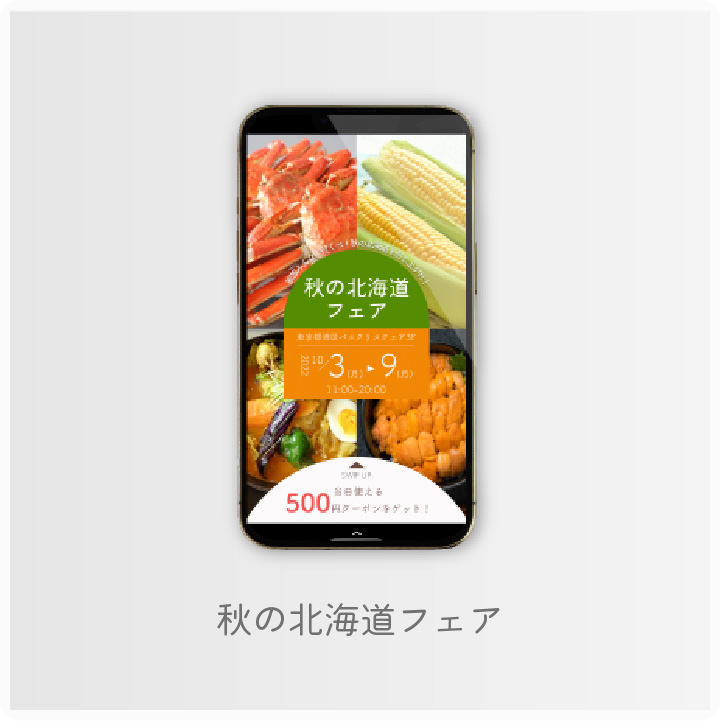 秋の北海道
フェア
2022 10/3(月)▶9(月)
11:00-20:00
SWIPE UP
当日使える
500円クーポンをゲット！
秋の北海道フェア